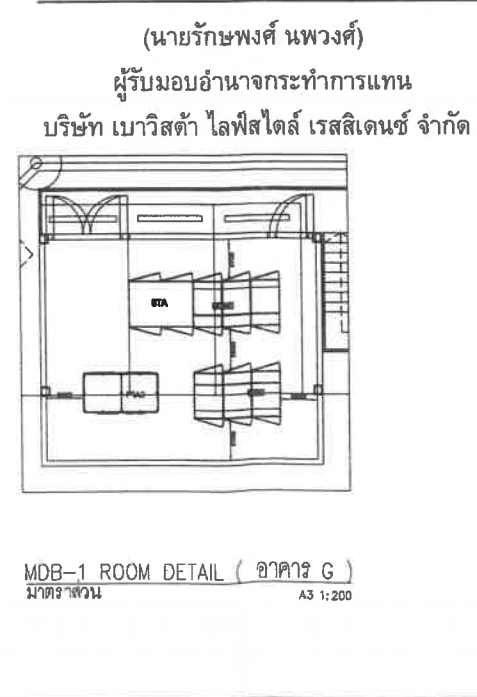 (นายรักษพงศ์ นพวงศ์)
ผู้รับมอบอำนาจกระทำการแทน
บริษัท เบาวิสต้า ไลฟ์สไตล์ เรสสิเดนซ์ จำกัด
STA
MDB-1 ROOM DETAIL ( อาคาร G )
มาตราส่วน A3 1:200